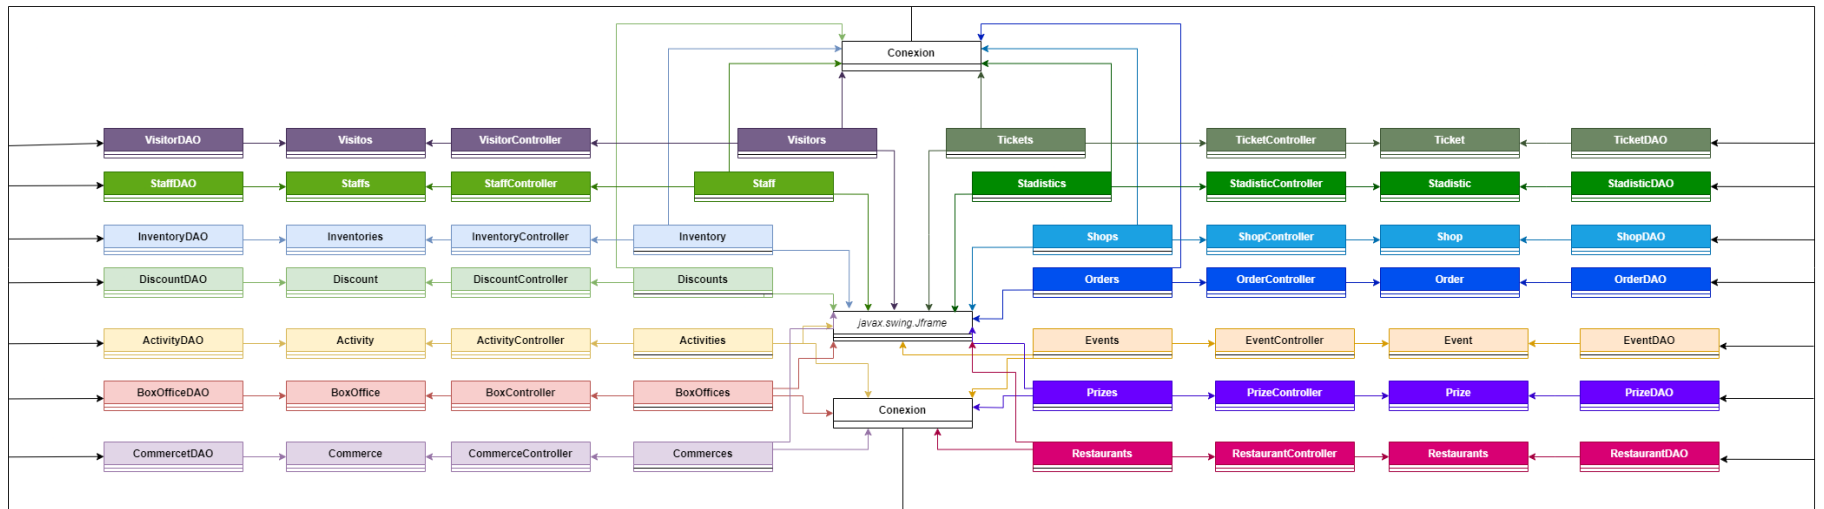 Conexion
VisitorDAO
Visitos
VisitorController
Visitors
Tickets
TicketController
Ticket
TicketDAO
StaffDAO
Staffs
StaffController
Staff
Stadistics
StadisticController
Stadistic
StadisticDAO
InventoryDAO
Inventories
InventoryController
Inventory
Shops
ShopController
Shop
ShopDAO
DiscountDAO
Discount
DiscountController
Discounts
Orders
OrderController
Order
OrderDAO
javax.swing.Jframe
ActivityDAO
Activity
ActivityController
Activities
Events
EventController
Event
EventDAO
BoxOfficeDAO
BoxOffice
BoxController
BoxOffices
Prizes
PrizeController
Prize
PrizeDAO
Conexion
CommercetDAO
Commerce
CommerceController
Commerces
Restaurants
RestaurantController
Restaurants
RestaurantDAO